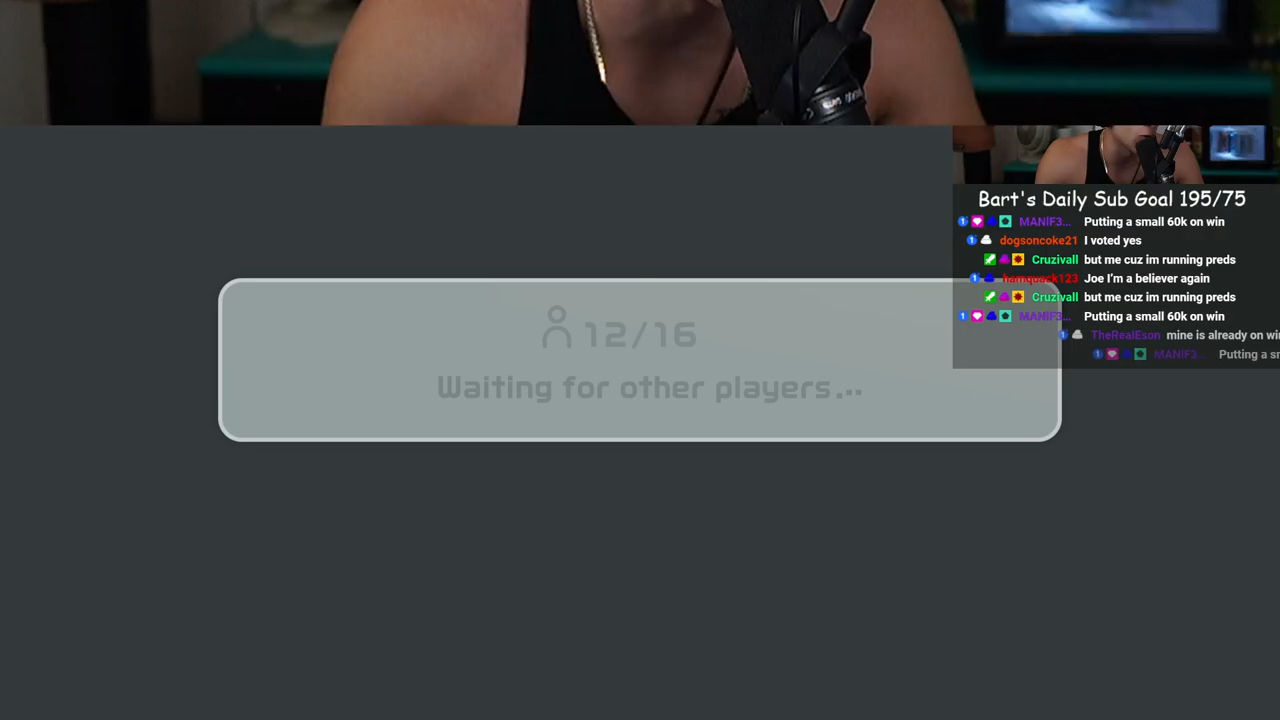 Bart's Daily Sub Goal 195/75
MANIF3... Putting a small 60k on win
dogsoncoke21 I voted yes
Cruzivall but me cuz im running preds
hamquack123 Joe I'm a believer again
Cruzivall but me cuz im running preds
MANIF3... Putting a small 60k on win
TheRealEson mine is already on wi
MANIF3... Putting a s
12/16
Waiting for other players...